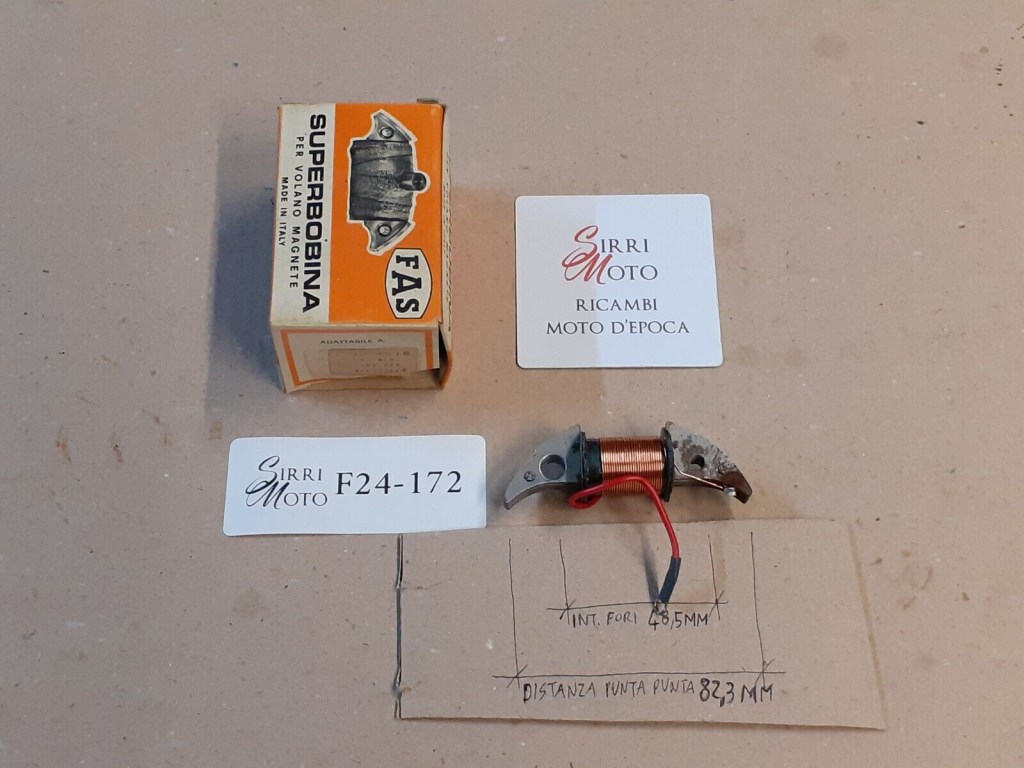 SUPERBOBINA
PER VOLANO MAGNETE
MADE IN ITALY
FAS
ADATTABILE A
SIRRI
MOTO
RICAMBI
MOTO D'EPOCA
SIRRI
MOTO
F24-172
INT. FORI 48,5MM
DISTANZA PUNTA PUNTA 82,3 MM